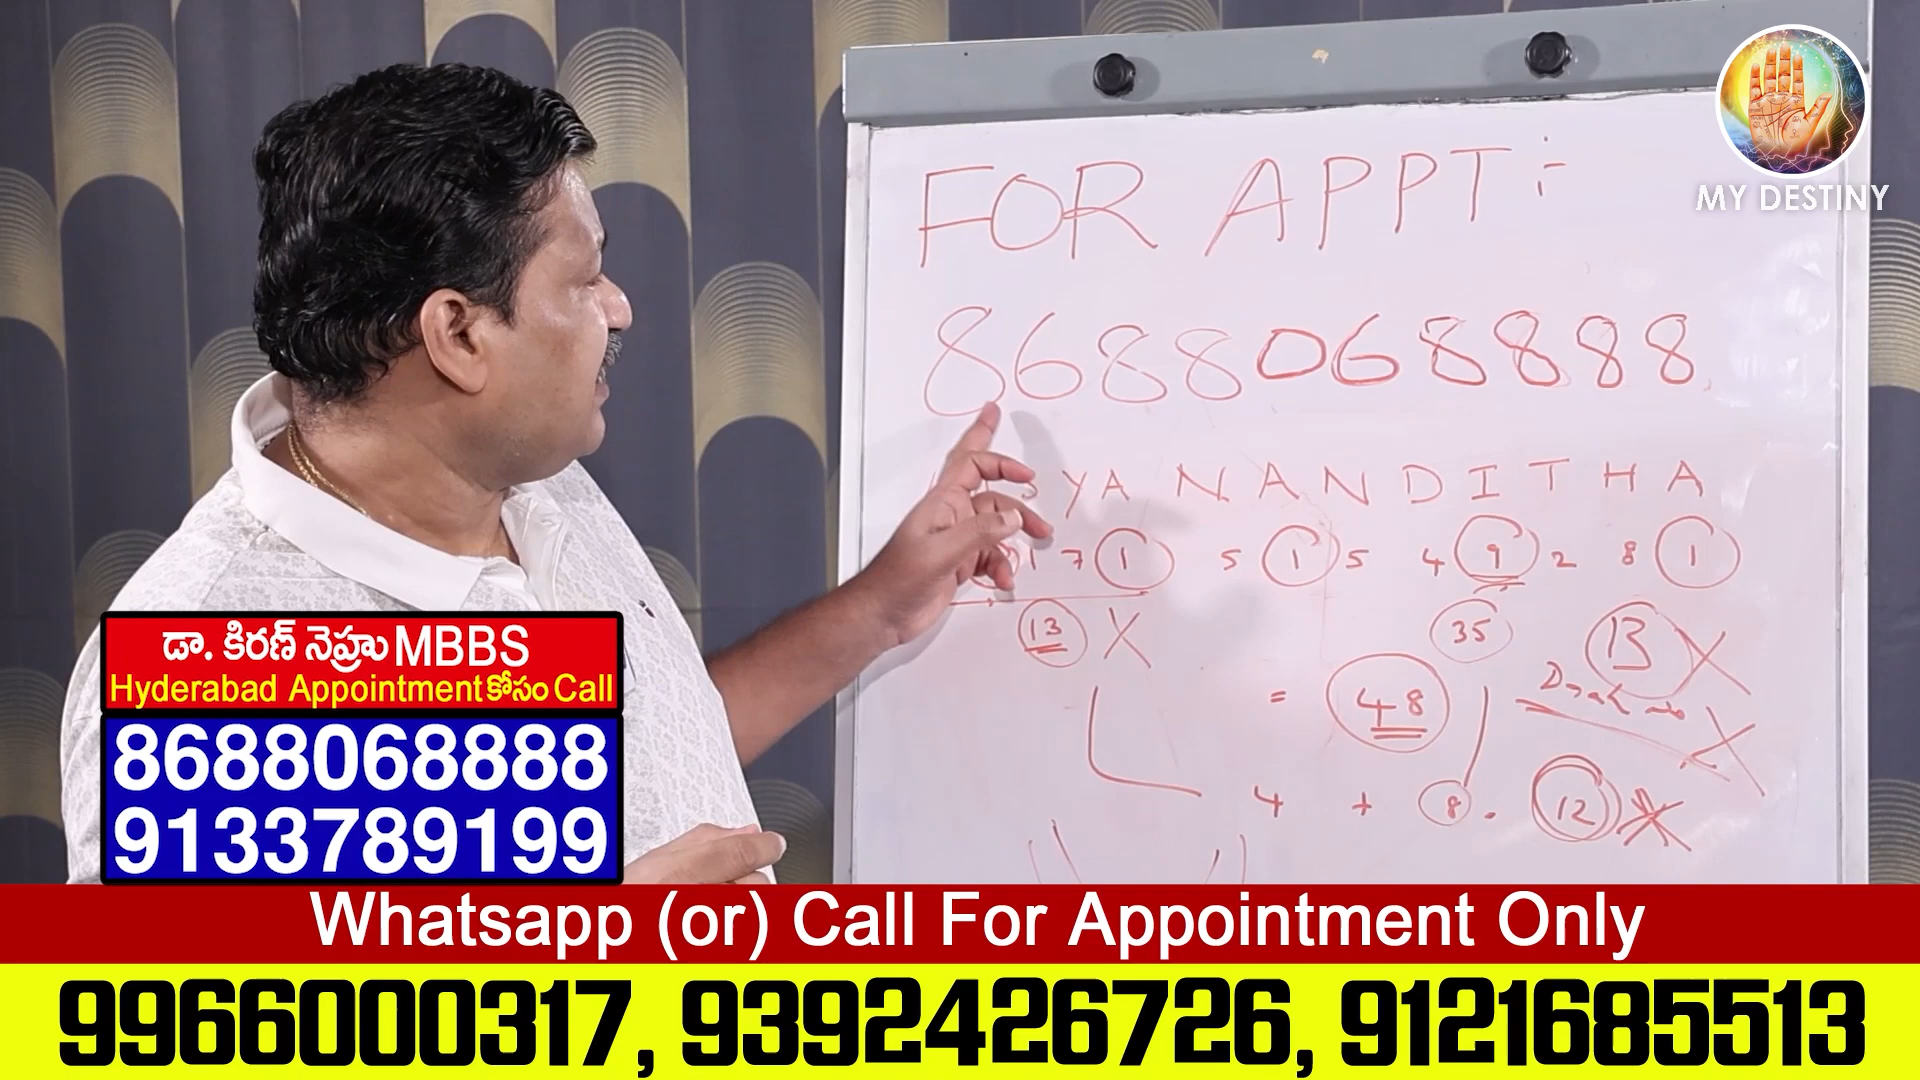 MY DESTINY
FOR APPT :-
8688068888
YA NANDITHA
1 7 1 5 1 5 4 9 2 8 1
13 X 35 13 X
= 48
4 + 8 . 12
డా. కిరణ్ నెహ్రు MBBS
Hyderabad Appointment కోసం Call
8688068888
9133789199
Whatsapp (or) Call For Appointment Only
9966000317, 9392426726, 9121685513